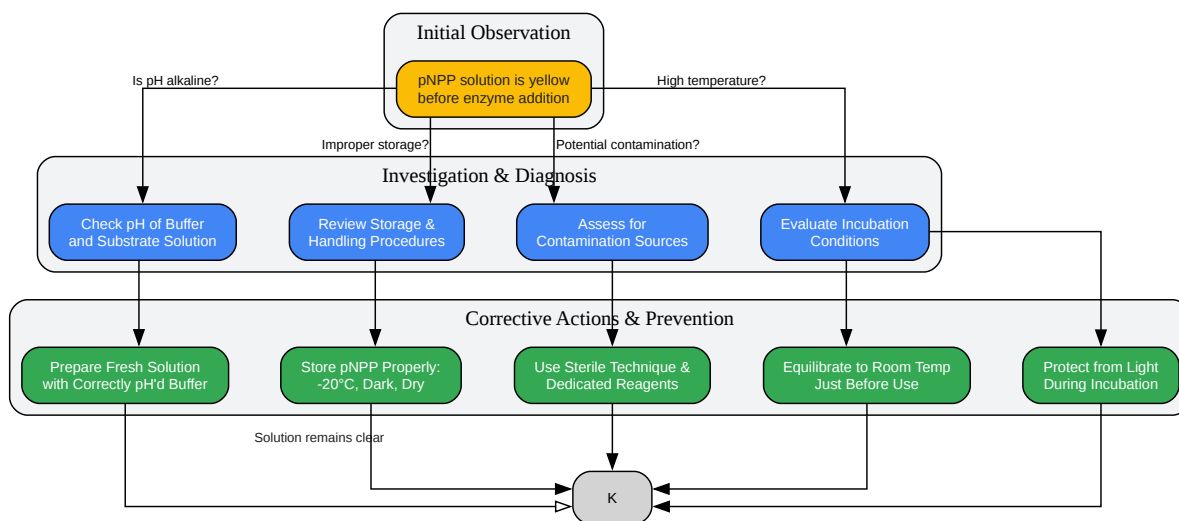 Initial Observation
pNPP solution is yellow
before enzyme addition
Is pH alkaline?
High temperature?
Improper storage?
Potential contamination?
Investigation & Diagnosis
Check pH of Buffer
and Substrate Solution
Review Storage &
Handling Procedures
Assess for
Contamination Sources
Evaluate Incubation
Conditions
Corrective Actions & Prevention
Prepare Fresh Solution
with Correctly pH'd Buffer
Store pNPP Properly:
-20°C, Dark, Dry
Use Sterile Technique &
Dedicated Reagents
Equilibrate to Room Temp
Just Before Use
Protect from Light
During Incubation
Solution remains clear
K